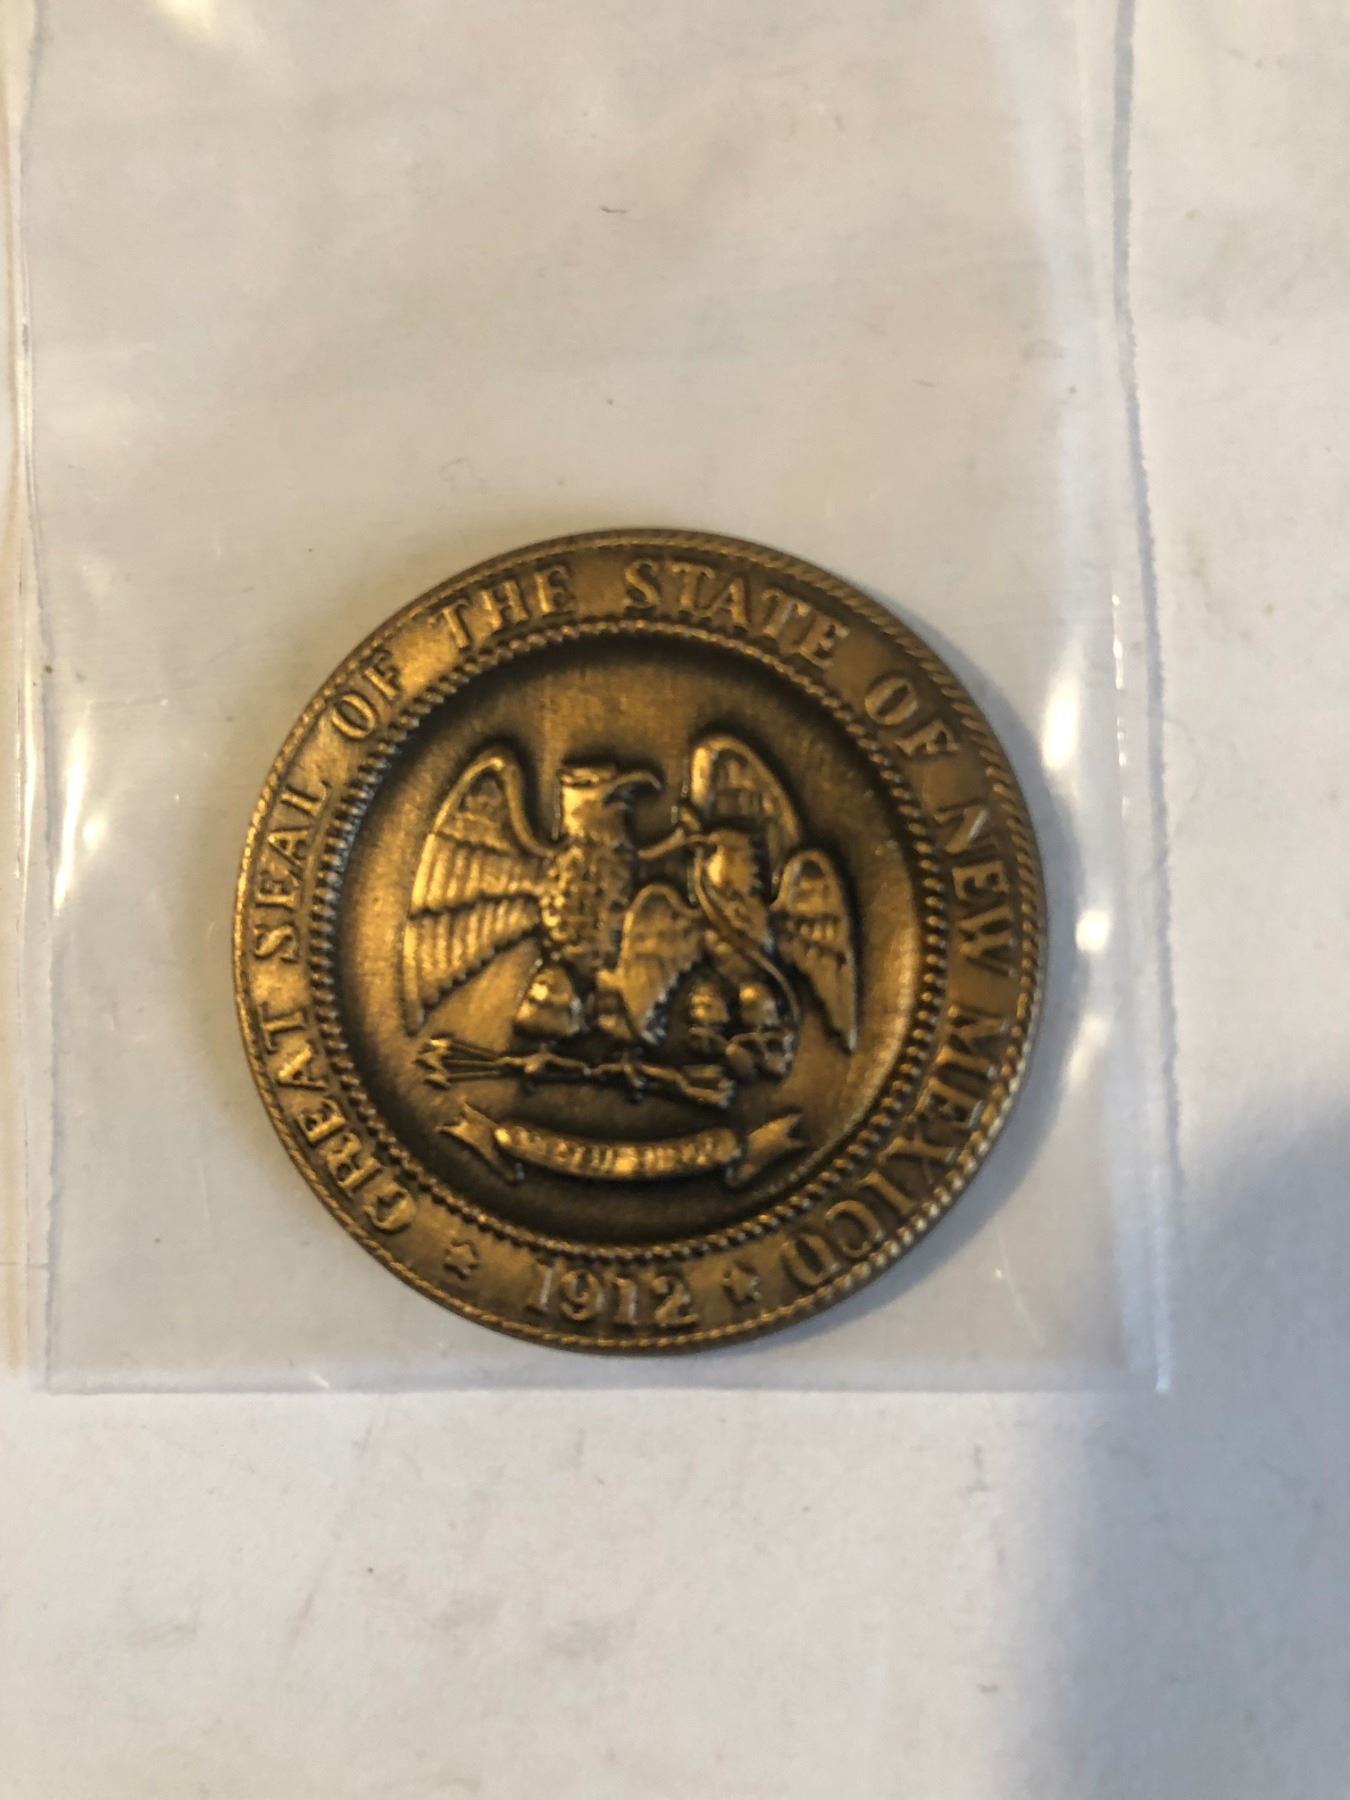 GREAT SEAL OF THE STATE OF NEW MEXICO
1912